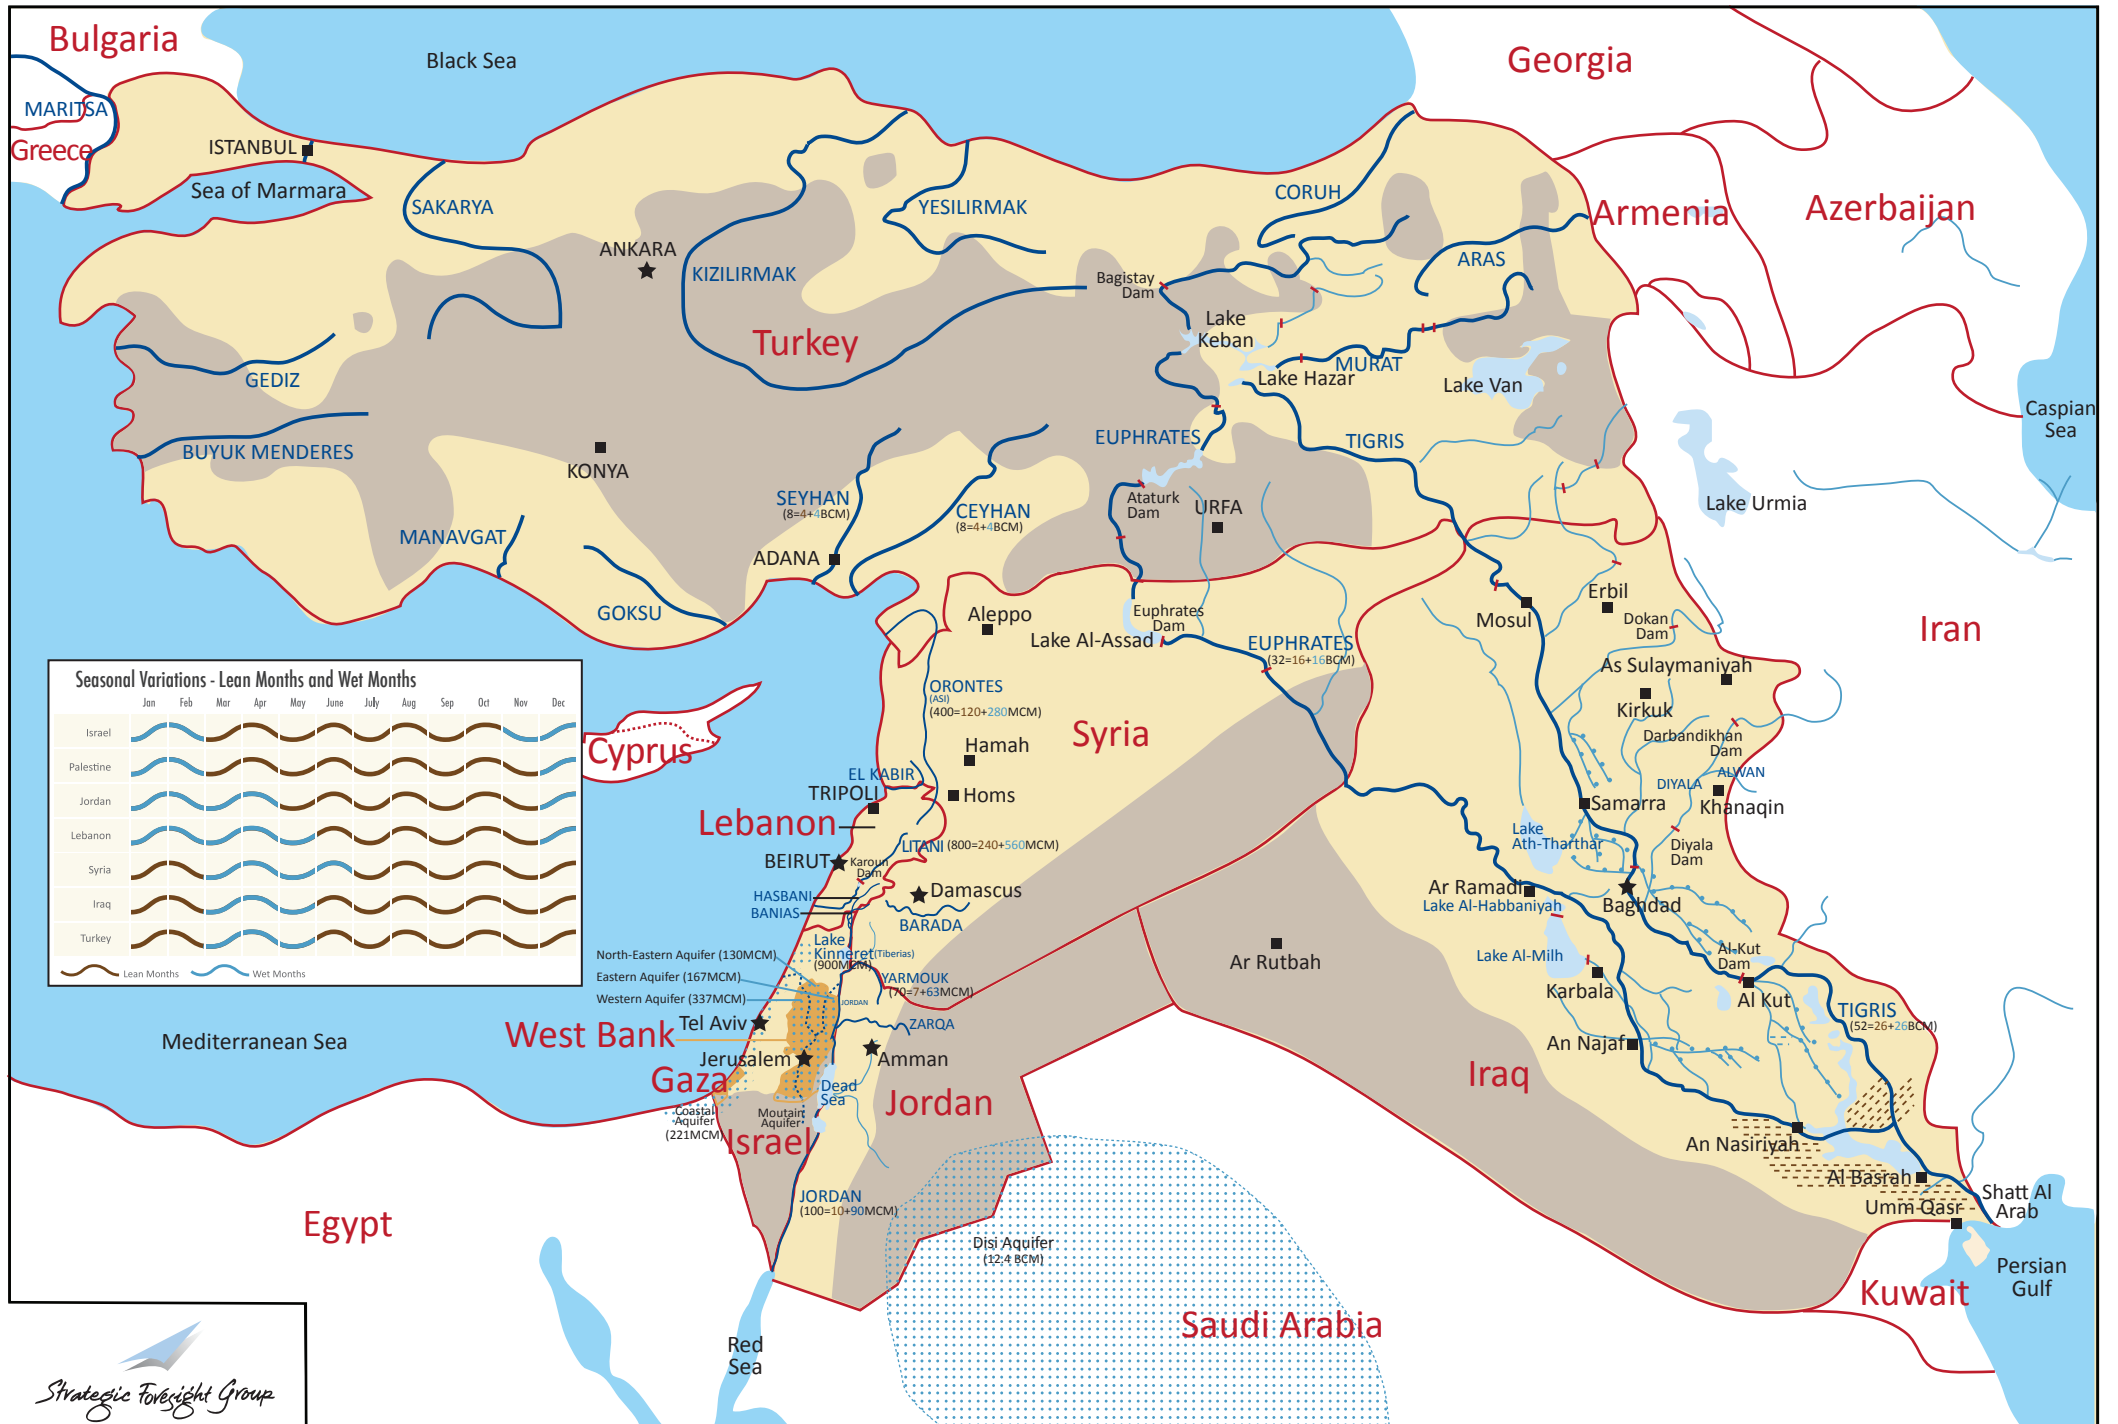 Bulgaria
Black Sea
Georgia
MARITSA
Greece
ISTANBUL
Sea of Marmara
SAKARYA
ANKARA
KIZILIRMAK
YESILIRMAK
CORUH
Armenia
Azerbaijan
ARAS
Bagistay
Dam
Lake
Keban
Turkey
GEDIZ
Lake Hazar
MURAT
Lake Van
Caspian
Sea
BUYUK MENDERES
KONYA
EUPHRATES
TIGRIS
SEYHAN
(8=4+4BCM)
CEYHAN
(8=4+4BCM)
Ataturk
Dam
URFA
Lake Urmia
MANAVGAT
ADANA
GOKSU
Aleppo
Euphrates
Dam
Lake Al-Assad
EUPHRATES
(32=16+16BCM)
Mosul
Erbil
Dokan
Dam
Iran
As Sulaymaniyah
Kirkuk
Darbandikhan
Dam
DIYALA
ALWAN
Khanaqin
Samarra
Seasonal Variations - Lean Months and Wet Months
Jan Feb Mar Apr May June July Aug Sep Oct Nov Dec
Israel
Palestine
Jordan
Lebanon
Syria
Iraq
Turkey
Lean Months Wet Months
Cyprus
ORONTES
(ASI)
(400=120+280MCM)
Syria
Hamah
EL KABIR
TRIPOLI
Homs
Lebanon
LITANI (800=240+560MCM)
BEIRUT
Karoun
Dam
HASBANI
BANIAS
Damascus
BARADA
Lake
Ath-Tharthar
Diyala
Dam
Ar Ramadi
Lake Al-Habbaniyah
Baghdad
Lake Al-Milh
Al-Kut
Dam
Karbala
Al Kut
TIGRIS
(52=26+26BCM)
An Najaf
Ar Rutbah
Iraq
North-Eastern Aquifer (130MCM)
Eastern Aquifer (167MCM)
Western Aquifer (337MCM)
Lake
Kinneret(Tiberias)
(900MCM)
YARMOUK
(70=7+63MCM)
JORDAN
ZARQA
Mediterranean Sea
West Bank
Tel Aviv
Jerusalem
Amman
Gaza
Dead
Sea
Jordan
Coastal
Aquifer
(221MCM)
Moutain
Aquifer
Israel
JORDAN
(100=10+90MCM)
Egypt
Disi Aquifer
(12.4 BCM)
Red
Sea
Saudi Arabia
An Nasiriyah
Al Basrah
Umm Qasr
Shatt Al
Arab
Persian
Gulf
Kuwait
Strategic Foresight Group